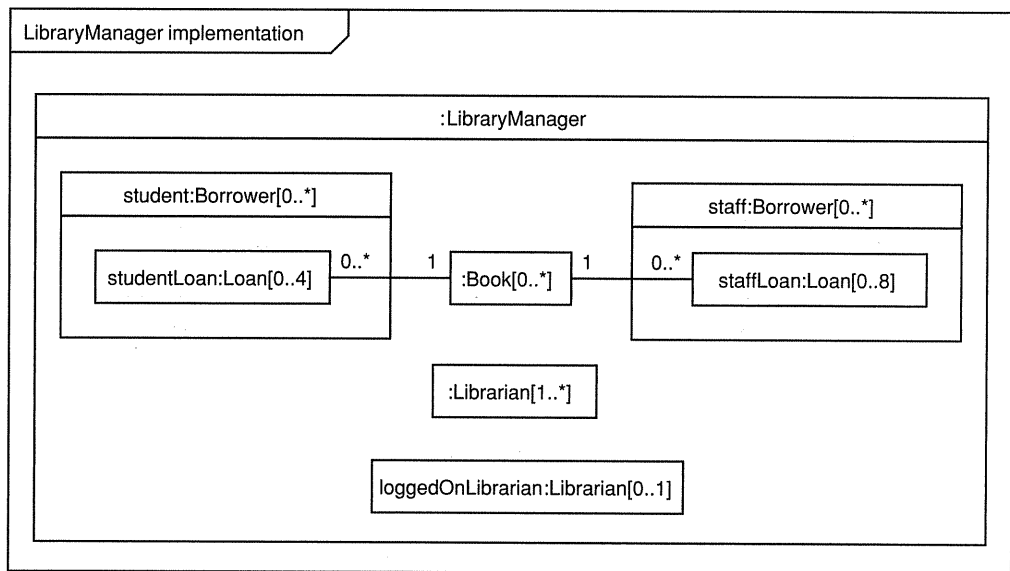 LibraryManager implementation
:LibraryManager
student:Borrower[0..*]
staff:Borrower[0..*]
studentLoan:Loan[0..4]
0..*
1
:Book[0..*]
1
0..*
staffLoan:Loan[0..8]
:Librarian[1..*]
loggedOnLibrarian:Librarian[0..1]